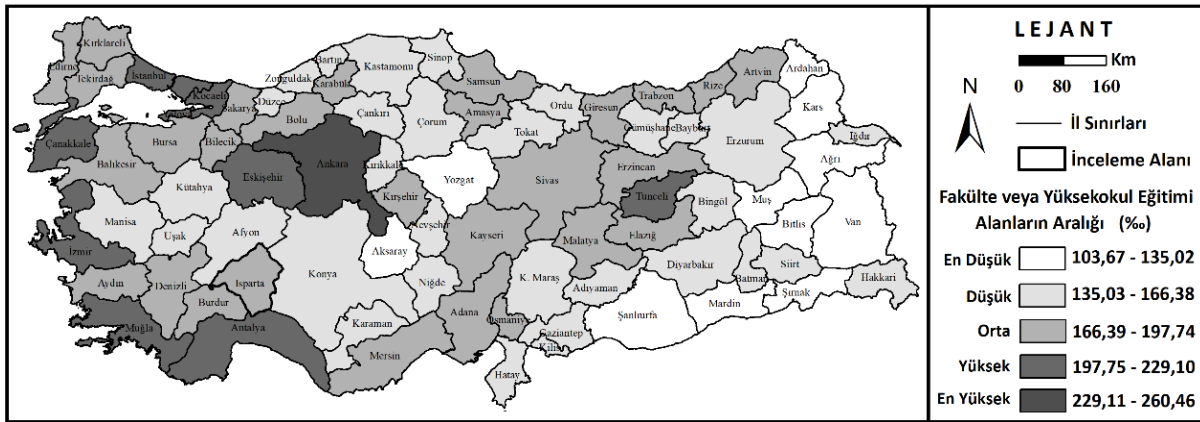 Kırklareli
Edirne
Tekirdağ
İstanbul
Kocaeli
Yalova
Sakarya
Düzce
Zonguldak
Bartın
Karabük
Kastamonu
Sinop
Samsun
Ordu
Giresun
Trabzon
Rize
Artvin
Ardahan
Kars
Iğdır
Çanakkale
Balıkesir
Bursa
Bilecik
Bolu
Çankırı
Çorum
Amasya
Tokat
Gümüşhane
Bayburt
Erzurum
Ağrı
Eskişehir
Ankara
Kırıkkale
Yozgat
Sivas
Erzincan
Tunceli
Bingöl
Muş
Kütahya
Kırşehir
Manisa
Uşak
Afyon
Nevşehir
Kayseri
Malatya
Elazığ
Bitlis
Van
İzmir
Aksaray
Konya
Niğde
K. Maraş
Adıyaman
Diyarbakır
Batman
Siirt
Hakkari
Şırnak
Mardin
Şanlıurfa
Aydın
Denizli
Isparta
Burdur
Muğla
Antalya
Karaman
Mersin
Adana
Osmaniye
Gaziantep
Kilis
Hatay
LEJANT
Km
0 80 160
N
İl Sınırları
İnceleme Alanı
Fakülte veya Yüksekokul Eğitimi
Alanların Aralığı (‰)
En Düşük 103,67 - 135,02
Düşük 135,03 - 166,38
Orta 166,39 - 197,74
Yüksek 197,75 - 229,10
En Yüksek 229,11 - 260,46